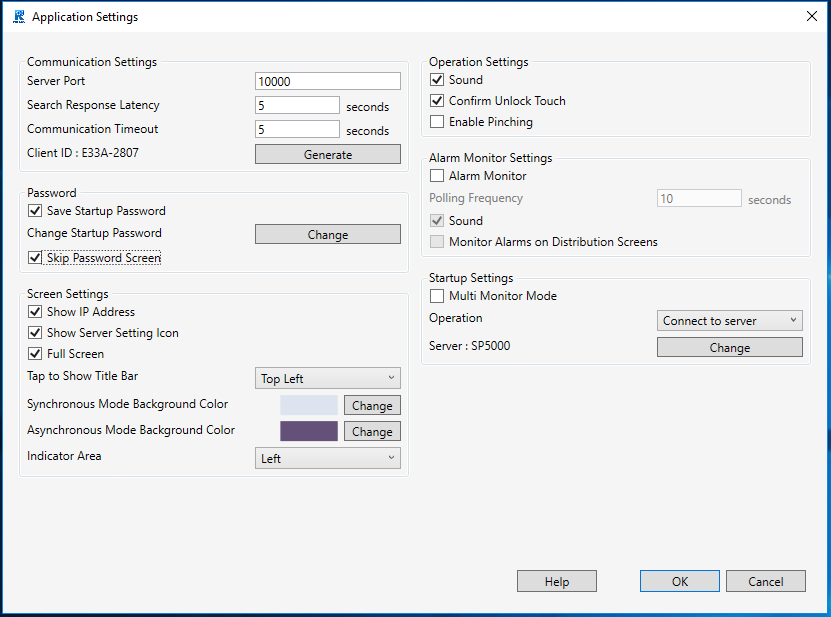 Application Settings
Communication Settings
Server Port 10000
Search Response Latency 5 seconds
Communication Timeout 5 seconds
Client ID : E33A-2807 Generate
Password
Save Startup Password
Change Startup Password Change
Skip Password Screen
Screen Settings
Show IP Address
Show Server Setting Icon
Full Screen
Tap to Show Title Bar Top Left
Synchronous Mode Background Color Change
Asynchronous Mode Background Color Change
Indicator Area Left
Operation Settings
Sound
Confirm Unlock Touch
Enable Pinching
Alarm Monitor Settings
Alarm Monitor
Polling Frequency 10 seconds
Sound
Monitor Alarms on Distribution Screens
Startup Settings
Multi Monitor Mode
Operation Connect to server
Server : SP5000 Change
Help OK Cancel